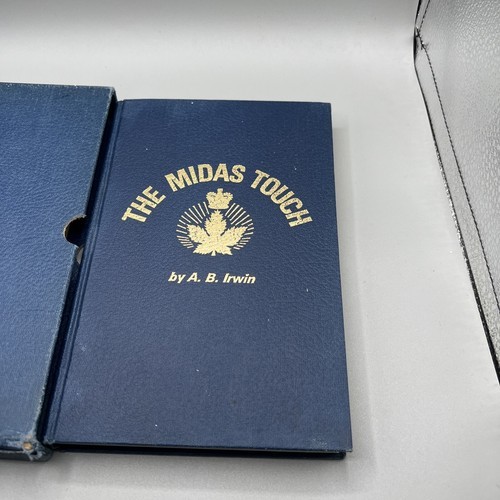 THE MIDAS TOUCH
by A. B. Irwin